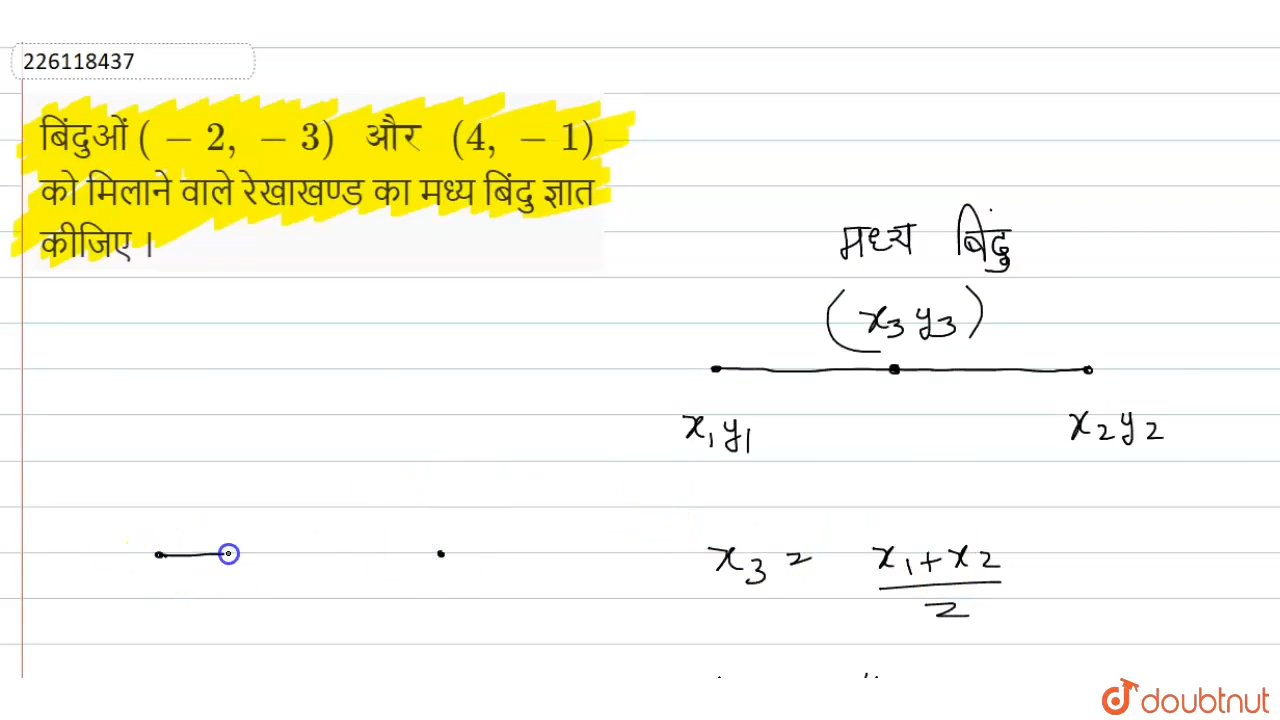 226118437
बिंदुओं ( − 2, − 3) और (4, − 1)
को मिलाने वाले रेखाखण्ड का मध्य बिंदु ज्ञात
कीजिए ।
मध्य बिंदु
(x3 y3)
x1 y1
x2 y2
x3 = x1 + x2 / 2
doubtnut